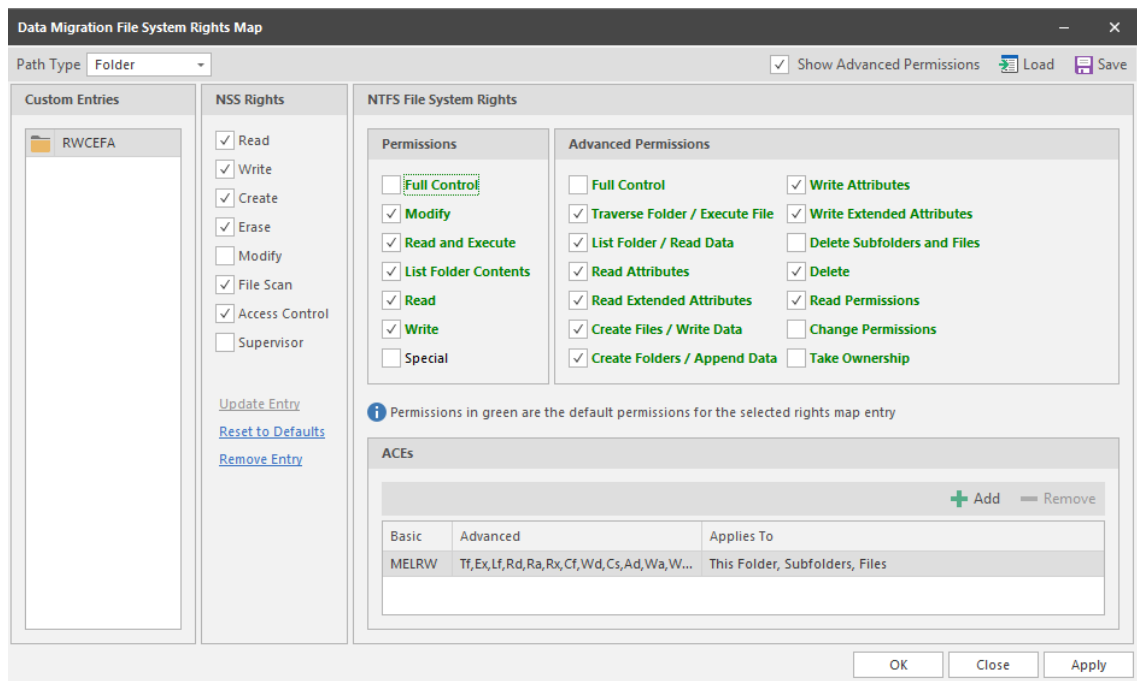 Data Migration File System Rights Map
Path Type Folder Show Advanced Permissions Load Save
Custom Entries
RWCEFA
NSS Rights
Read
Write
Create
Erase
Modify
File Scan
Access Control
Supervisor
Update Entry
Reset to Defaults
Remove Entry
NTFS File System Rights
Permissions
Full Control
Modify
Read and Execute
List Folder Contents
Read
Write
Special
Advanced Permissions
Full Control
Traverse Folder / Execute File
List Folder / Read Data
Read Attributes
Read Extended Attributes
Create Files / Write Data
Create Folders / Append Data
Write Attributes
Write Extended Attributes
Delete Subfolders and Files
Delete
Read Permissions
Change Permissions
Take Ownership
Permissions in green are the default permissions for the selected rights map entry
ACEs
Add Remove
Basic Advanced Applies To
MELRW Tf,Ex,Lf,Rd,Ra,Rx,Cf,Wd,Cs,Ad,Wa,W... This Folder, Subfolders, Files
OK Close Apply